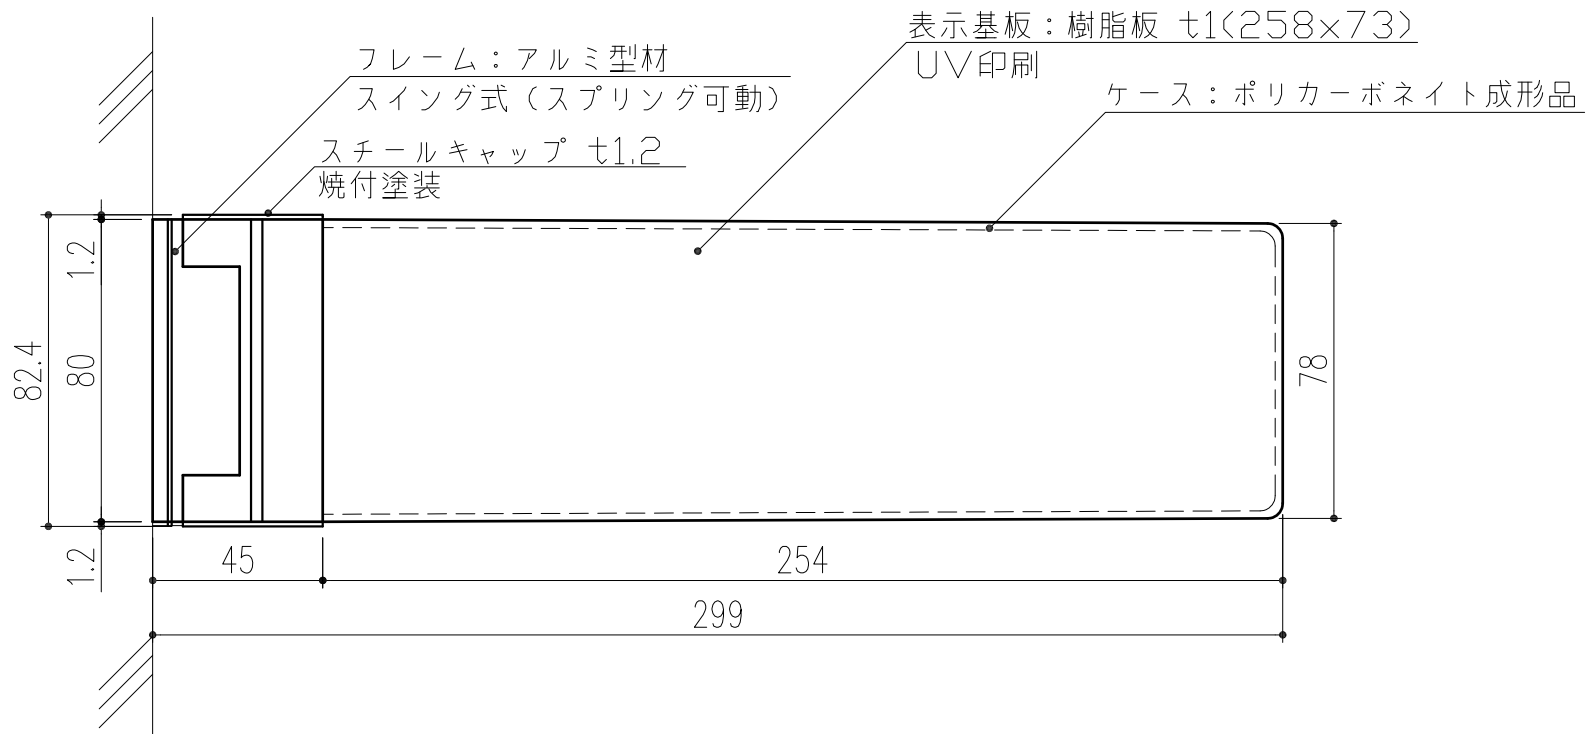 表示基板：樹脂板 t1(258×73)
UV印刷
フレーム：アルミ型材
スイング式（スプリング可動）
ケース：ポリカーボネイト成形品
スチールキャップ t1.2
焼付塗装
1.2
82.4
80
78
1.2
45
254
299